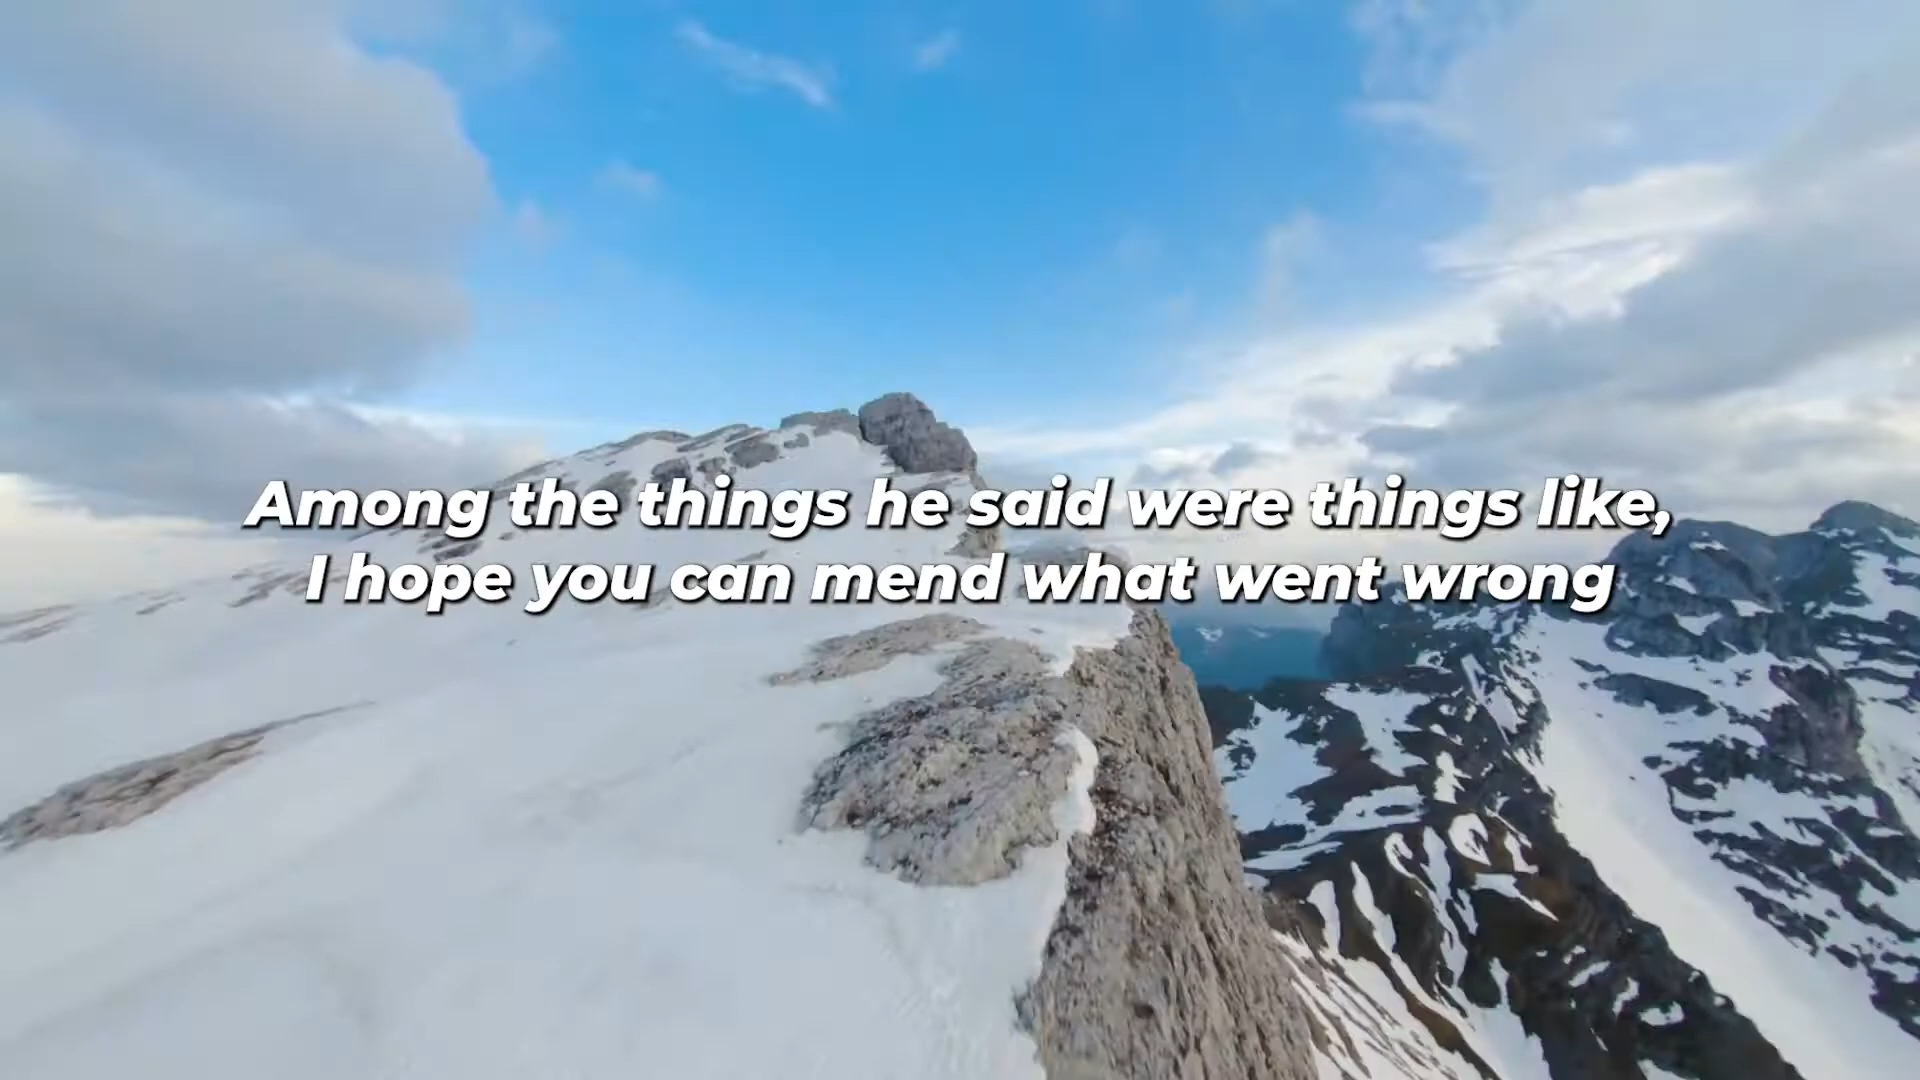 Among the things he said were things like,
I hope you can mend what went wrong